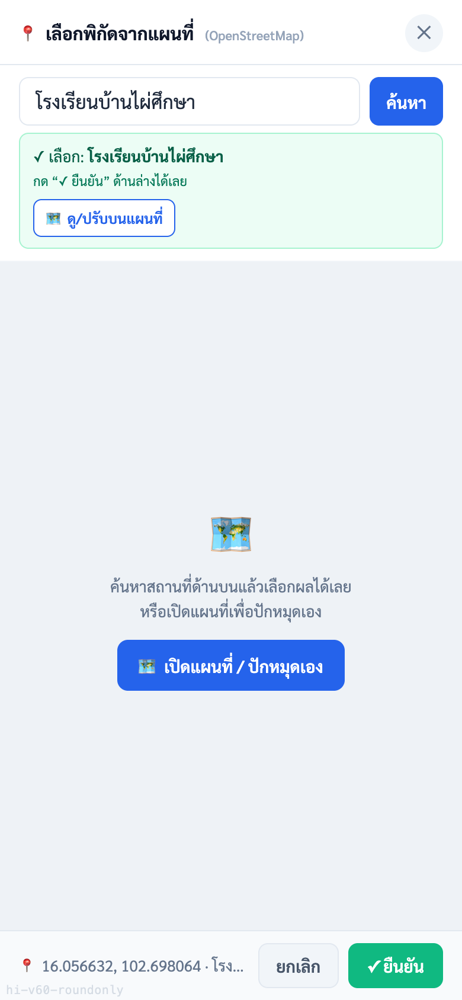 เลือกพิกัดจากแผนที่ (OpenStreetMap)
โรงเรียนบ้านไผ่ศึกษา
ค้นหา
✓ เลือก: โรงเรียนบ้านไผ่ศึกษา
กด “✓ ยืนยัน” ด้านล่างได้เลย
ดู/ปรับบนแผนที่
ค้นหาสถานที่ด้านบนแล้วเลือกผลได้เลย
หรือเปิดแผนที่เพื่อปักหมุดเอง
เปิดแผนที่ / ปักหมุดเอง
16.056632, 102.698064 · โรง...
ยกเลิก
✓ ยืนยัน
hi-v60-roundonly